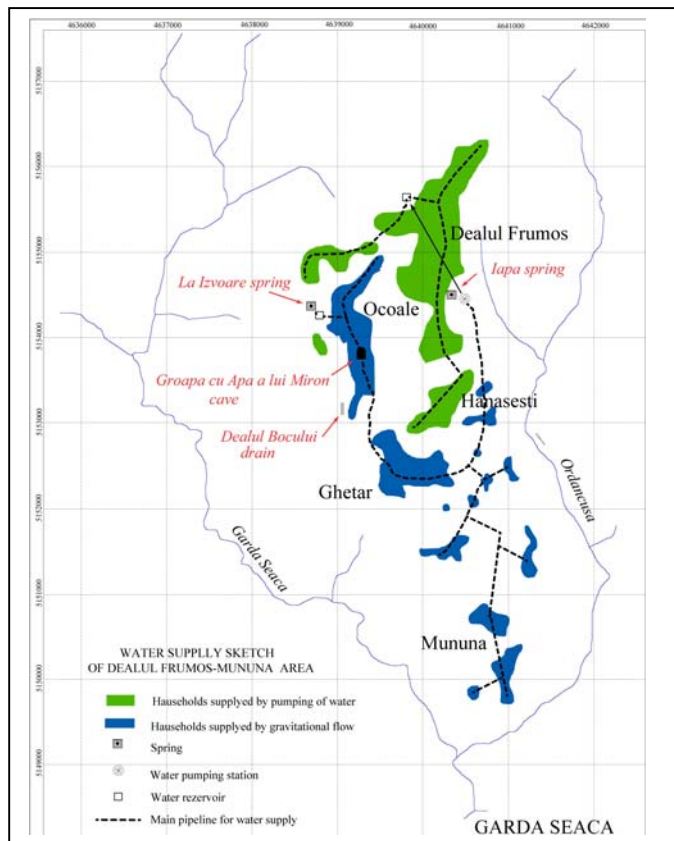 4636000 4637000 4638000 4639000 4640000 4641000 4642000
5157000
5156000
5155000
5154000
5153000
5152000
5151000
5150000
5149000
Dealul Frumos
Iapa spring
La Izvoare spring
Ocoale
Groapa cu Apa a lui Miron
cave
Hanasesti
Dealul Bocului
drain
Ghetar
Ordancusa
Garda Seaca
Mununa
WATER SUPPLLY SKETCH
OF DEALUL FRUMOS-MUNUNA AREA
Hauseholds supplyed by pumping of water
Hauseholds supplyed by gravitational flow
Spring
Water pumping station
Water rezervoir
Main pipeline for water supply
GARDA SEACA